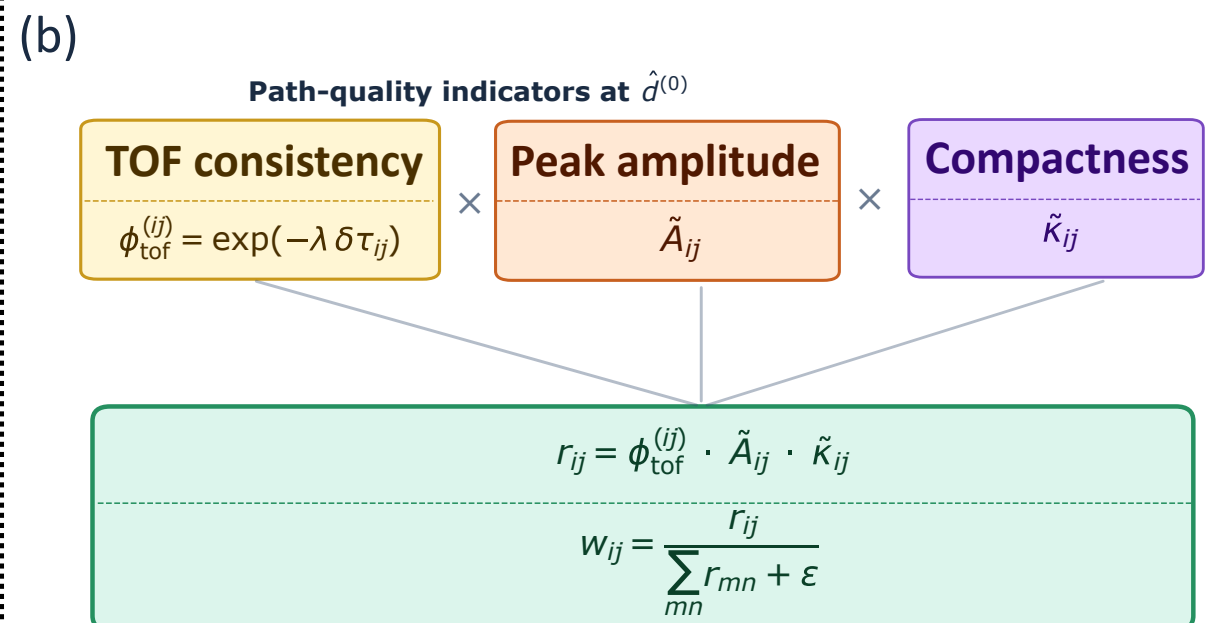 (b)
Path-quality indicators at d̂⁽⁰⁾
TOF consistency × Peak amplitude × Compactness
ϕ_tof^(ij) = exp(−λ δτ_ij) Ã_ij κ̃_ij
r_ij = ϕ_tof^(ij) · Ã_ij · κ̃_ij
w_ij = r_ij / (∑_mn r_mn + ε)